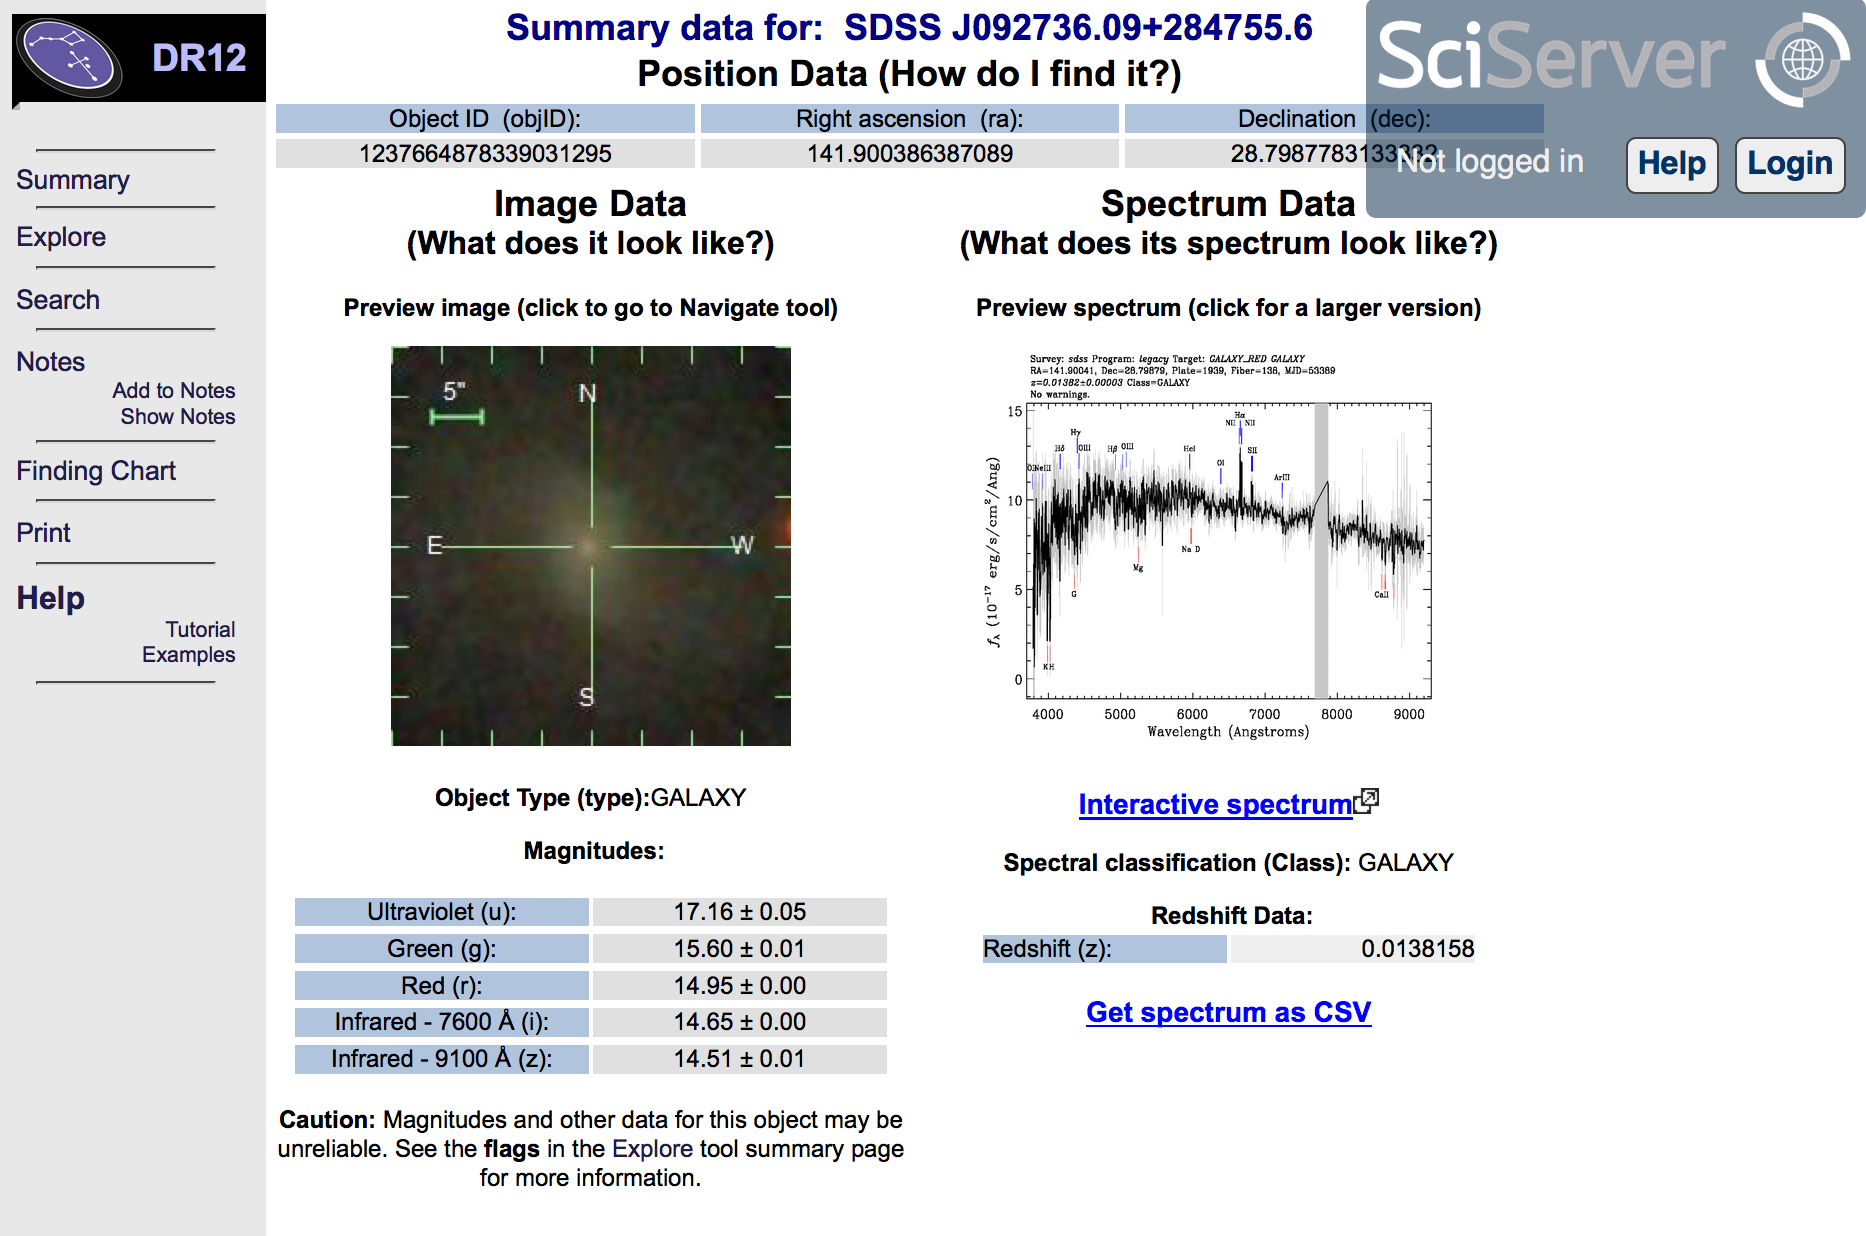 DR12
Summary
Explore
Search
Notes
Add to Notes
Show Notes
Finding Chart
Print
Help
Tutorial
Examples
Summary data for: SDSS J092736.09+284755.6
Position Data (How do I find it?)
Object ID (objID): Right ascension (ra): Declination (dec):
1237664878339031295 141.900386387089
SciServer
Not logged in Help Login
Image Data
(What does it look like?)
Preview image (click to go to Navigate tool)
5"
N
E W
S
Object Type (type):GALAXY
Magnitudes:
Ultraviolet (u): 17.16 ± 0.05
Green (g): 15.60 ± 0.01
Red (r): 14.95 ± 0.00
Infrared - 7600 Å (i): 14.65 ± 0.00
Infrared - 9100 Å (z): 14.51 ± 0.01
Caution: Magnitudes and other data for this object may be
unreliable. See the flags in the Explore tool summary page
for more information.
Spectrum Data
(What does its spectrum look like?)
Preview spectrum (click for a larger version)
Survey: sdss Program: legacy Target: GALAXY_RED GALAXY
RA=141.90041, Dec=28.79879, Plate=1939, Fiber=138, MJD=53389
z=0.01382±0.00003 Class=GALAXY
No warnings.
15
10
5
0
Hα
NII NII
Hγ
Hδ OIII Hβ OIII HeI SII
OI
NeIII
ArIII
Na D
Mg
G CaII
K H
fλ (10⁻¹⁷ erg/s/cm²/Ang)
4000 5000 6000 7000 8000 9000
Wavelength (Angstroms)
Interactive spectrum
Spectral classification (Class): GALAXY
Redshift Data:
Redshift (z): 0.0138158
Get spectrum as CSV